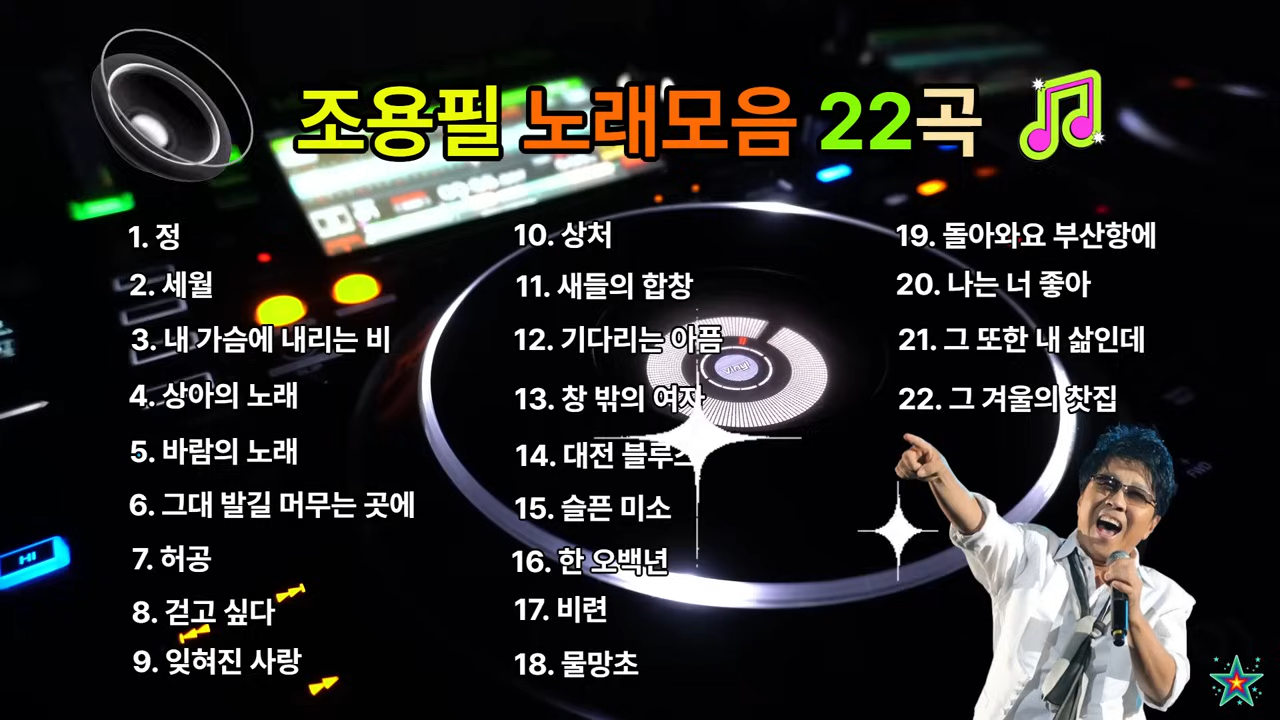 조용필 노래모음 22곡
1. 정
2. 세월
3. 내 가슴에 내리는 비
4. 상아의 노래
5. 바람의 노래
6. 그대 발길 머무는 곳에
7. 허공
8. 걷고 싶다
9. 잊혀진 사랑
10. 상처
11. 새들의 합창
12. 기다리는 아픔
13. 창 밖의 여자
14. 대전 블루스
15. 슬픈 미소
16. 한 오백년
17. 비련
18. 물망초
19. 돌아와요 부산항에
20. 나는 너 좋아
21. 그 또한 내 삶인데
22. 그 겨울의 찻집
HI
vinyl